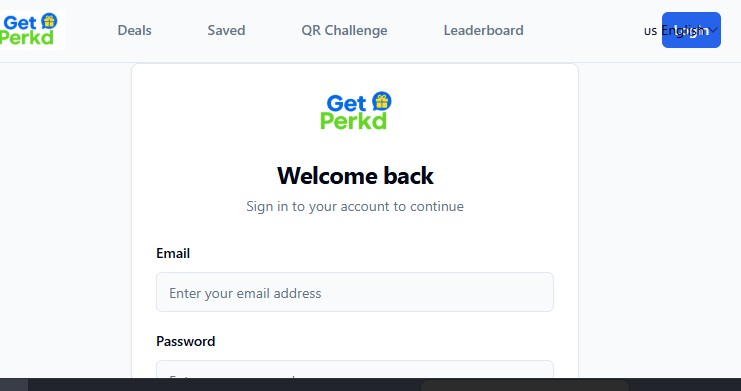 Get
Perkd
Deals Saved QR Challenge Leaderboard us English Login
Get
Perkd
Welcome back
Sign in to your account to continue
Email
Enter your email address
Password